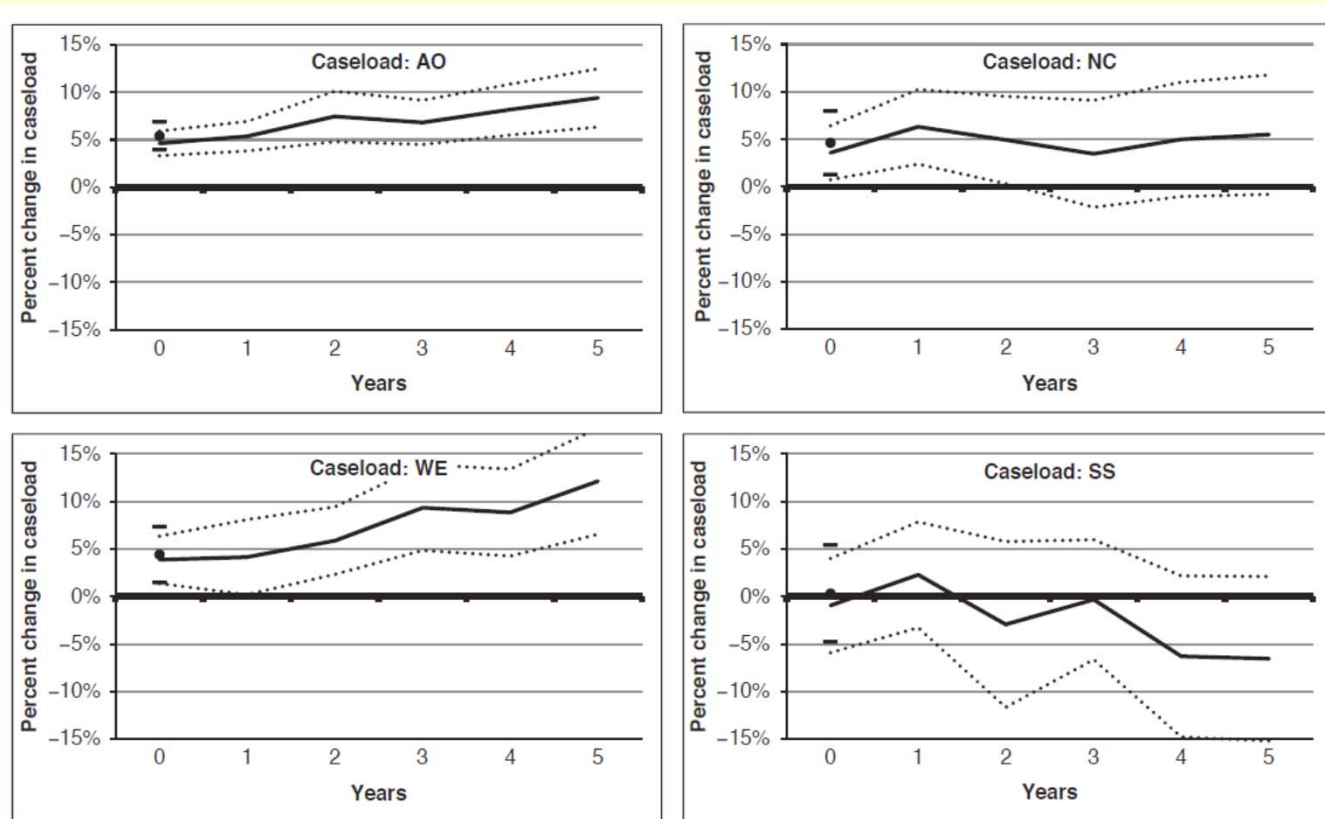 Caseload: AO
Percent change in caseload
15%
10%
5%
0%
−5%
−10%
−15%
0 1 2 3 4 5
Years
Caseload: NC
Percent change in caseload
15%
10%
5%
0%
−5%
−10%
−15%
0 1 2 3 4 5
Years
Caseload: WE
Percent change in caseload
15%
10%
5%
0%
−5%
−10%
−15%
0 1 2 3 4 5
Years
Caseload: SS
Percent change in caseload
15%
10%
5%
0%
−5%
−10%
−15%
0 1 2 3 4 5
Years